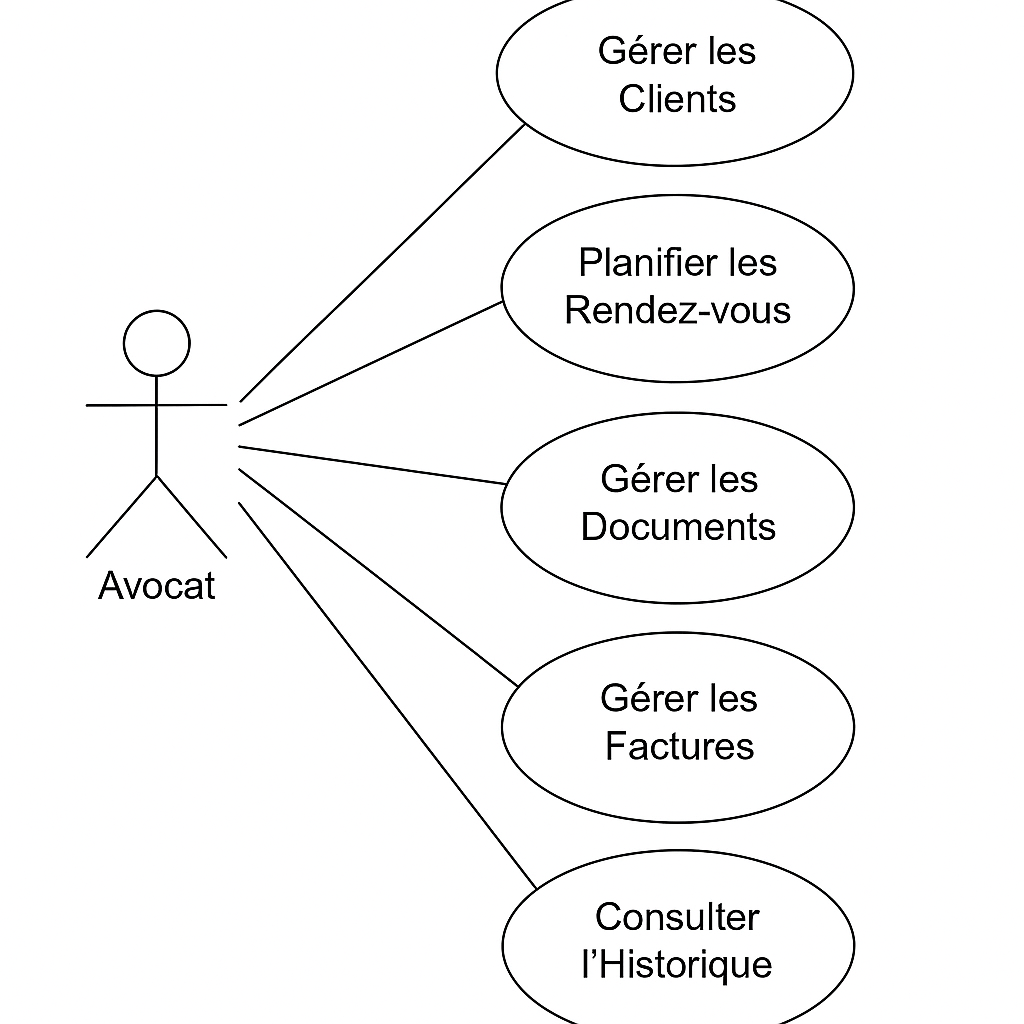 Gérer les
Clients
Planifier les
Rendez-vous
Gérer les
Documents
Avocat
Gérer les
Factures
Consulter
l’Historique